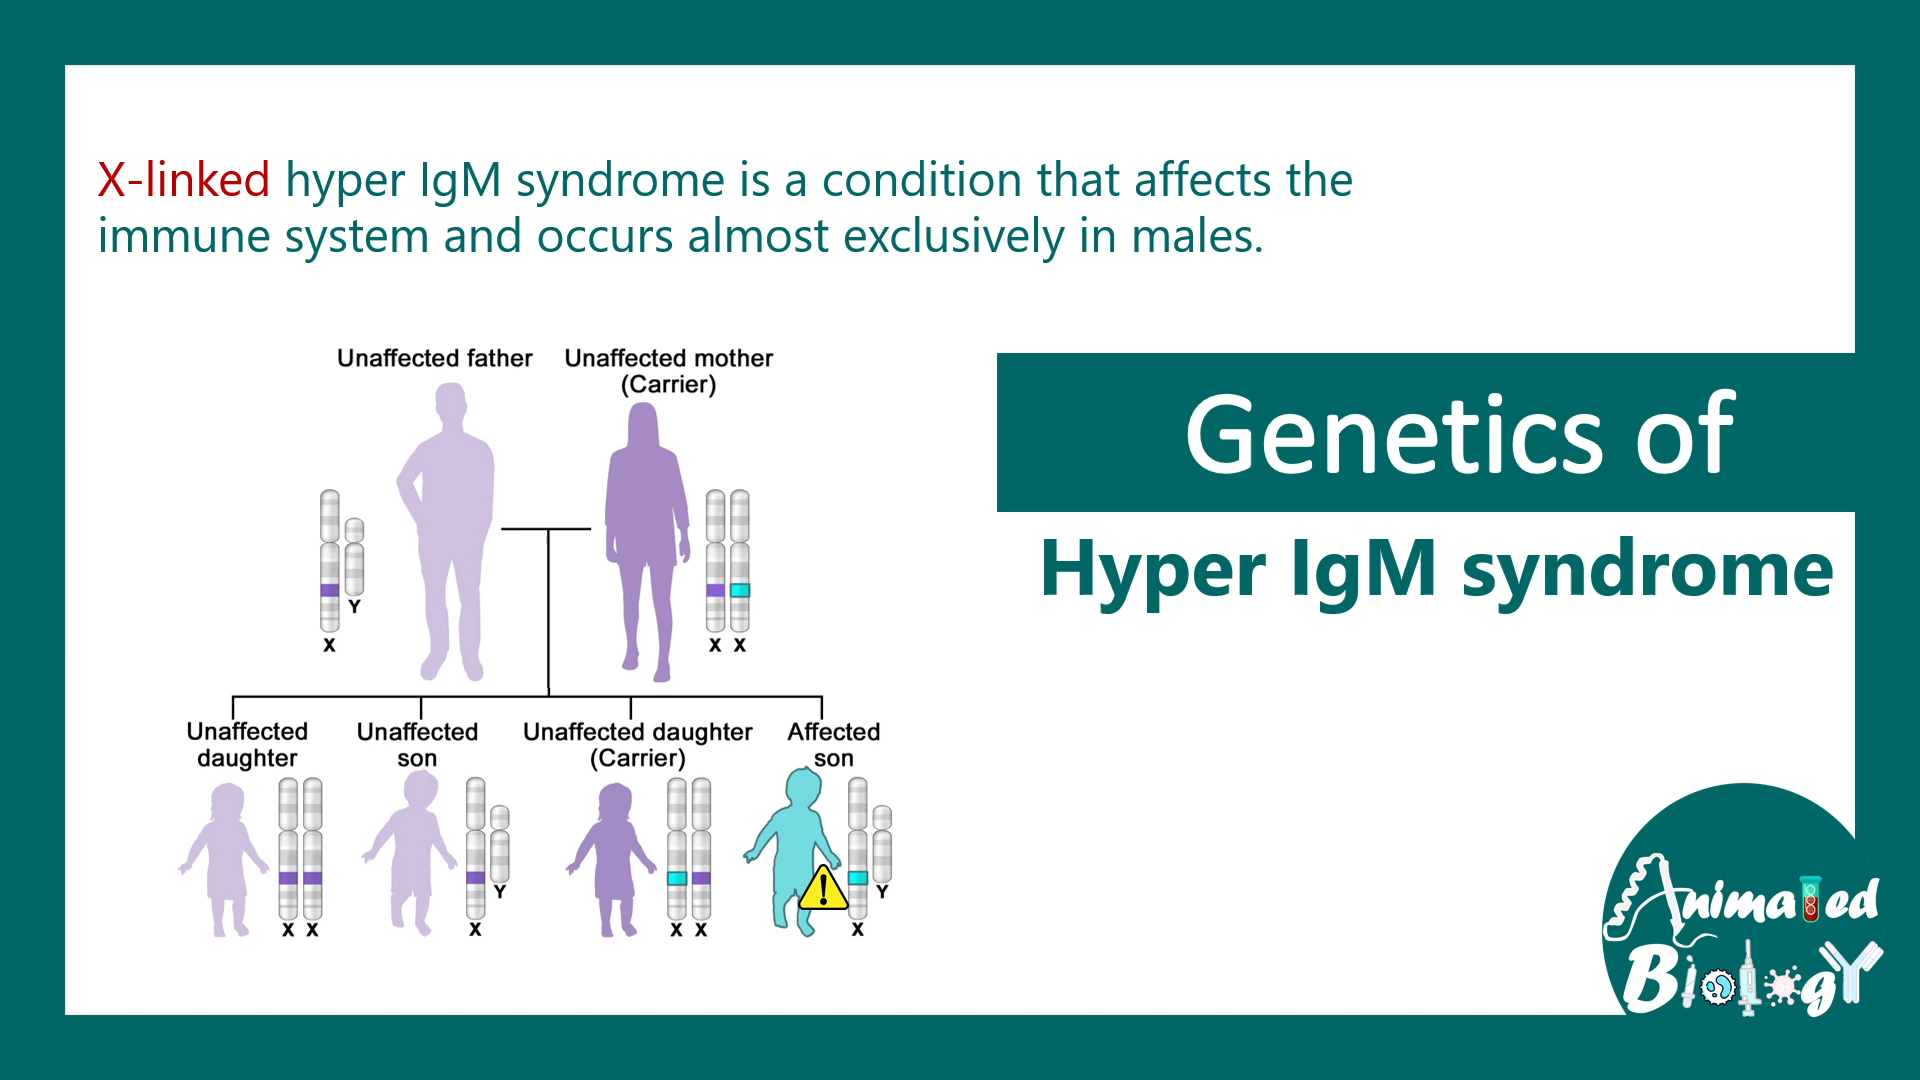 X-linked hyper IgM syndrome is a condition that affects the
immune system and occurs almost exclusively in males.
Unaffected father
Unaffected mother
(Carrier)
Genetics of
Hyper IgM syndrome
Y
X
X X
Unaffected
daughter
Unaffected
son
Unaffected daughter
(Carrier)
Affected
son
X X
Y
X
X X
Y
X
Animated
Biology